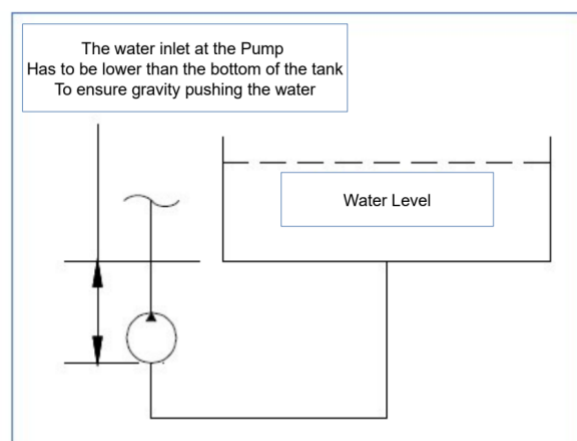 The water inlet at the Pump
Has to be lower than the bottom of the tank
To ensure gravity pushing the water
Water Level